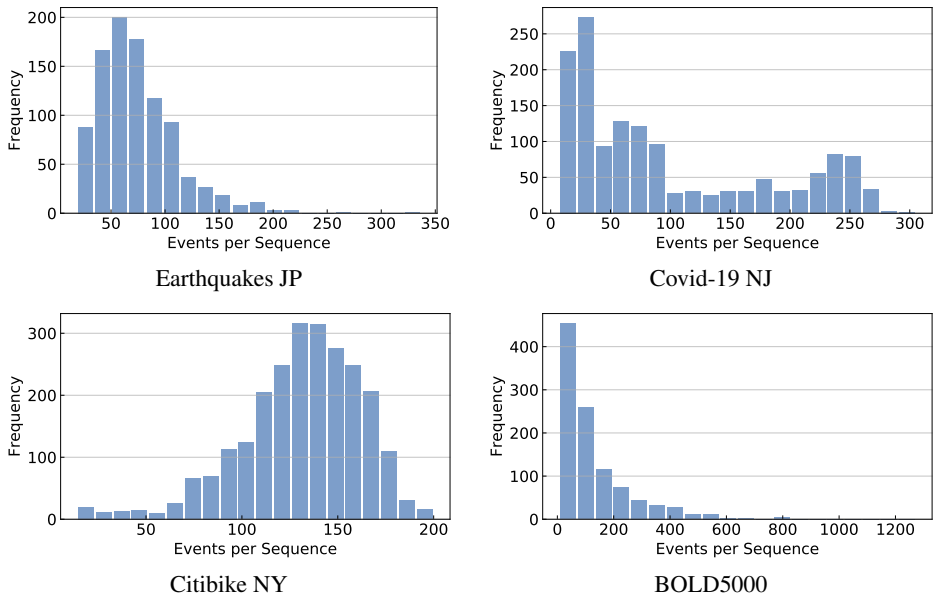 200
150
100
50
0
Frequency
50 100 150 200 250 300 350
Events per Sequence
Earthquakes JP
250
200
150
100
50
0
Frequency
0 50 100 150 200 250 300
Events per Sequence
Covid-19 NJ
300
200
100
0
Frequency
50 100 150 200
Events per Sequence
Citibike NY
400
300
200
100
0
Frequency
0 200 400 600 800 1000 1200
Events per Sequence
BOLD5000